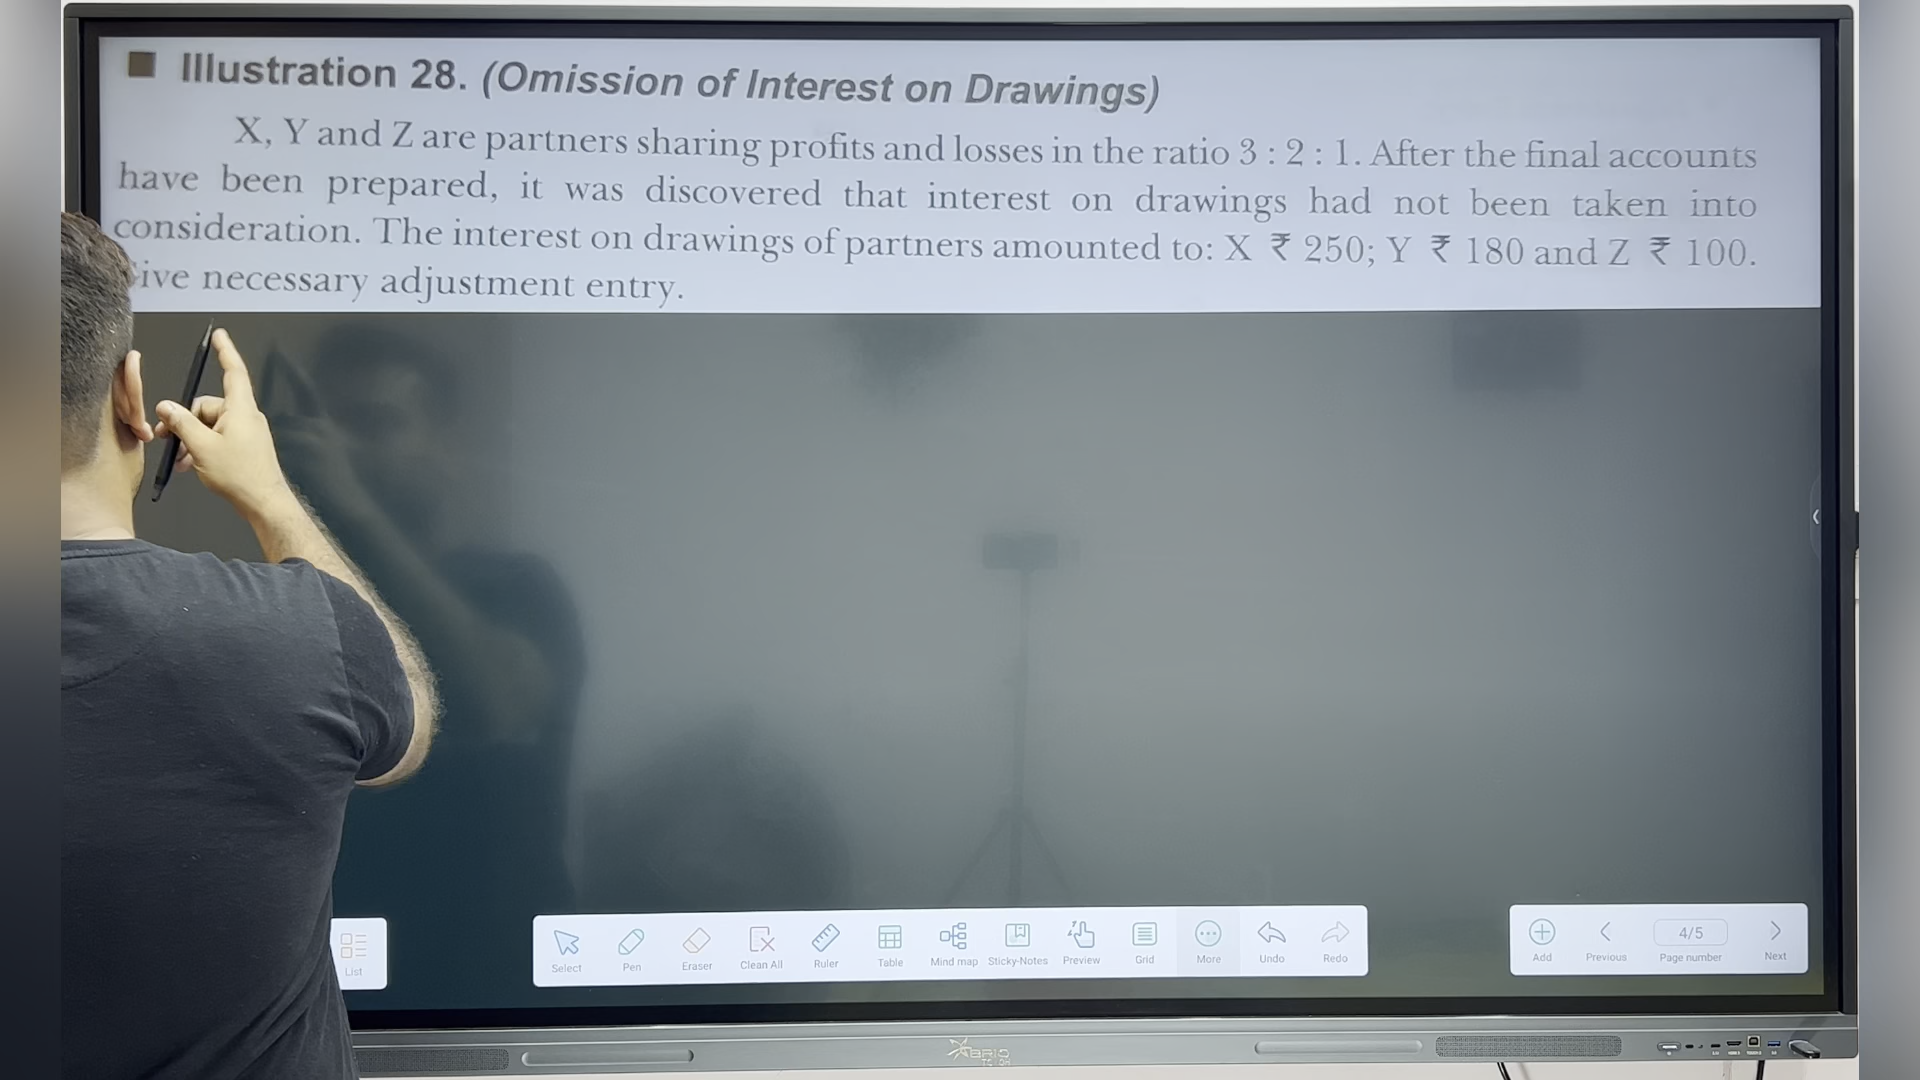 Illustration 28. (Omission of Interest on Drawings)
X, Y and Z are partners sharing profits and losses in the ratio 3 : 2 : 1. After the final accounts
have been prepared, it was discovered that interest on drawings had not been taken into
consideration. The interest on drawings of partners amounted to: X ₹ 250; Y ₹ 180 and Z ₹ 100.
ive necessary adjustment entry.
List
Select Pen Eraser Clean All Ruler Table Mind map Sticky-Notes Preview Grid More Undo Redo
Add Previous 4/5 Page number Next